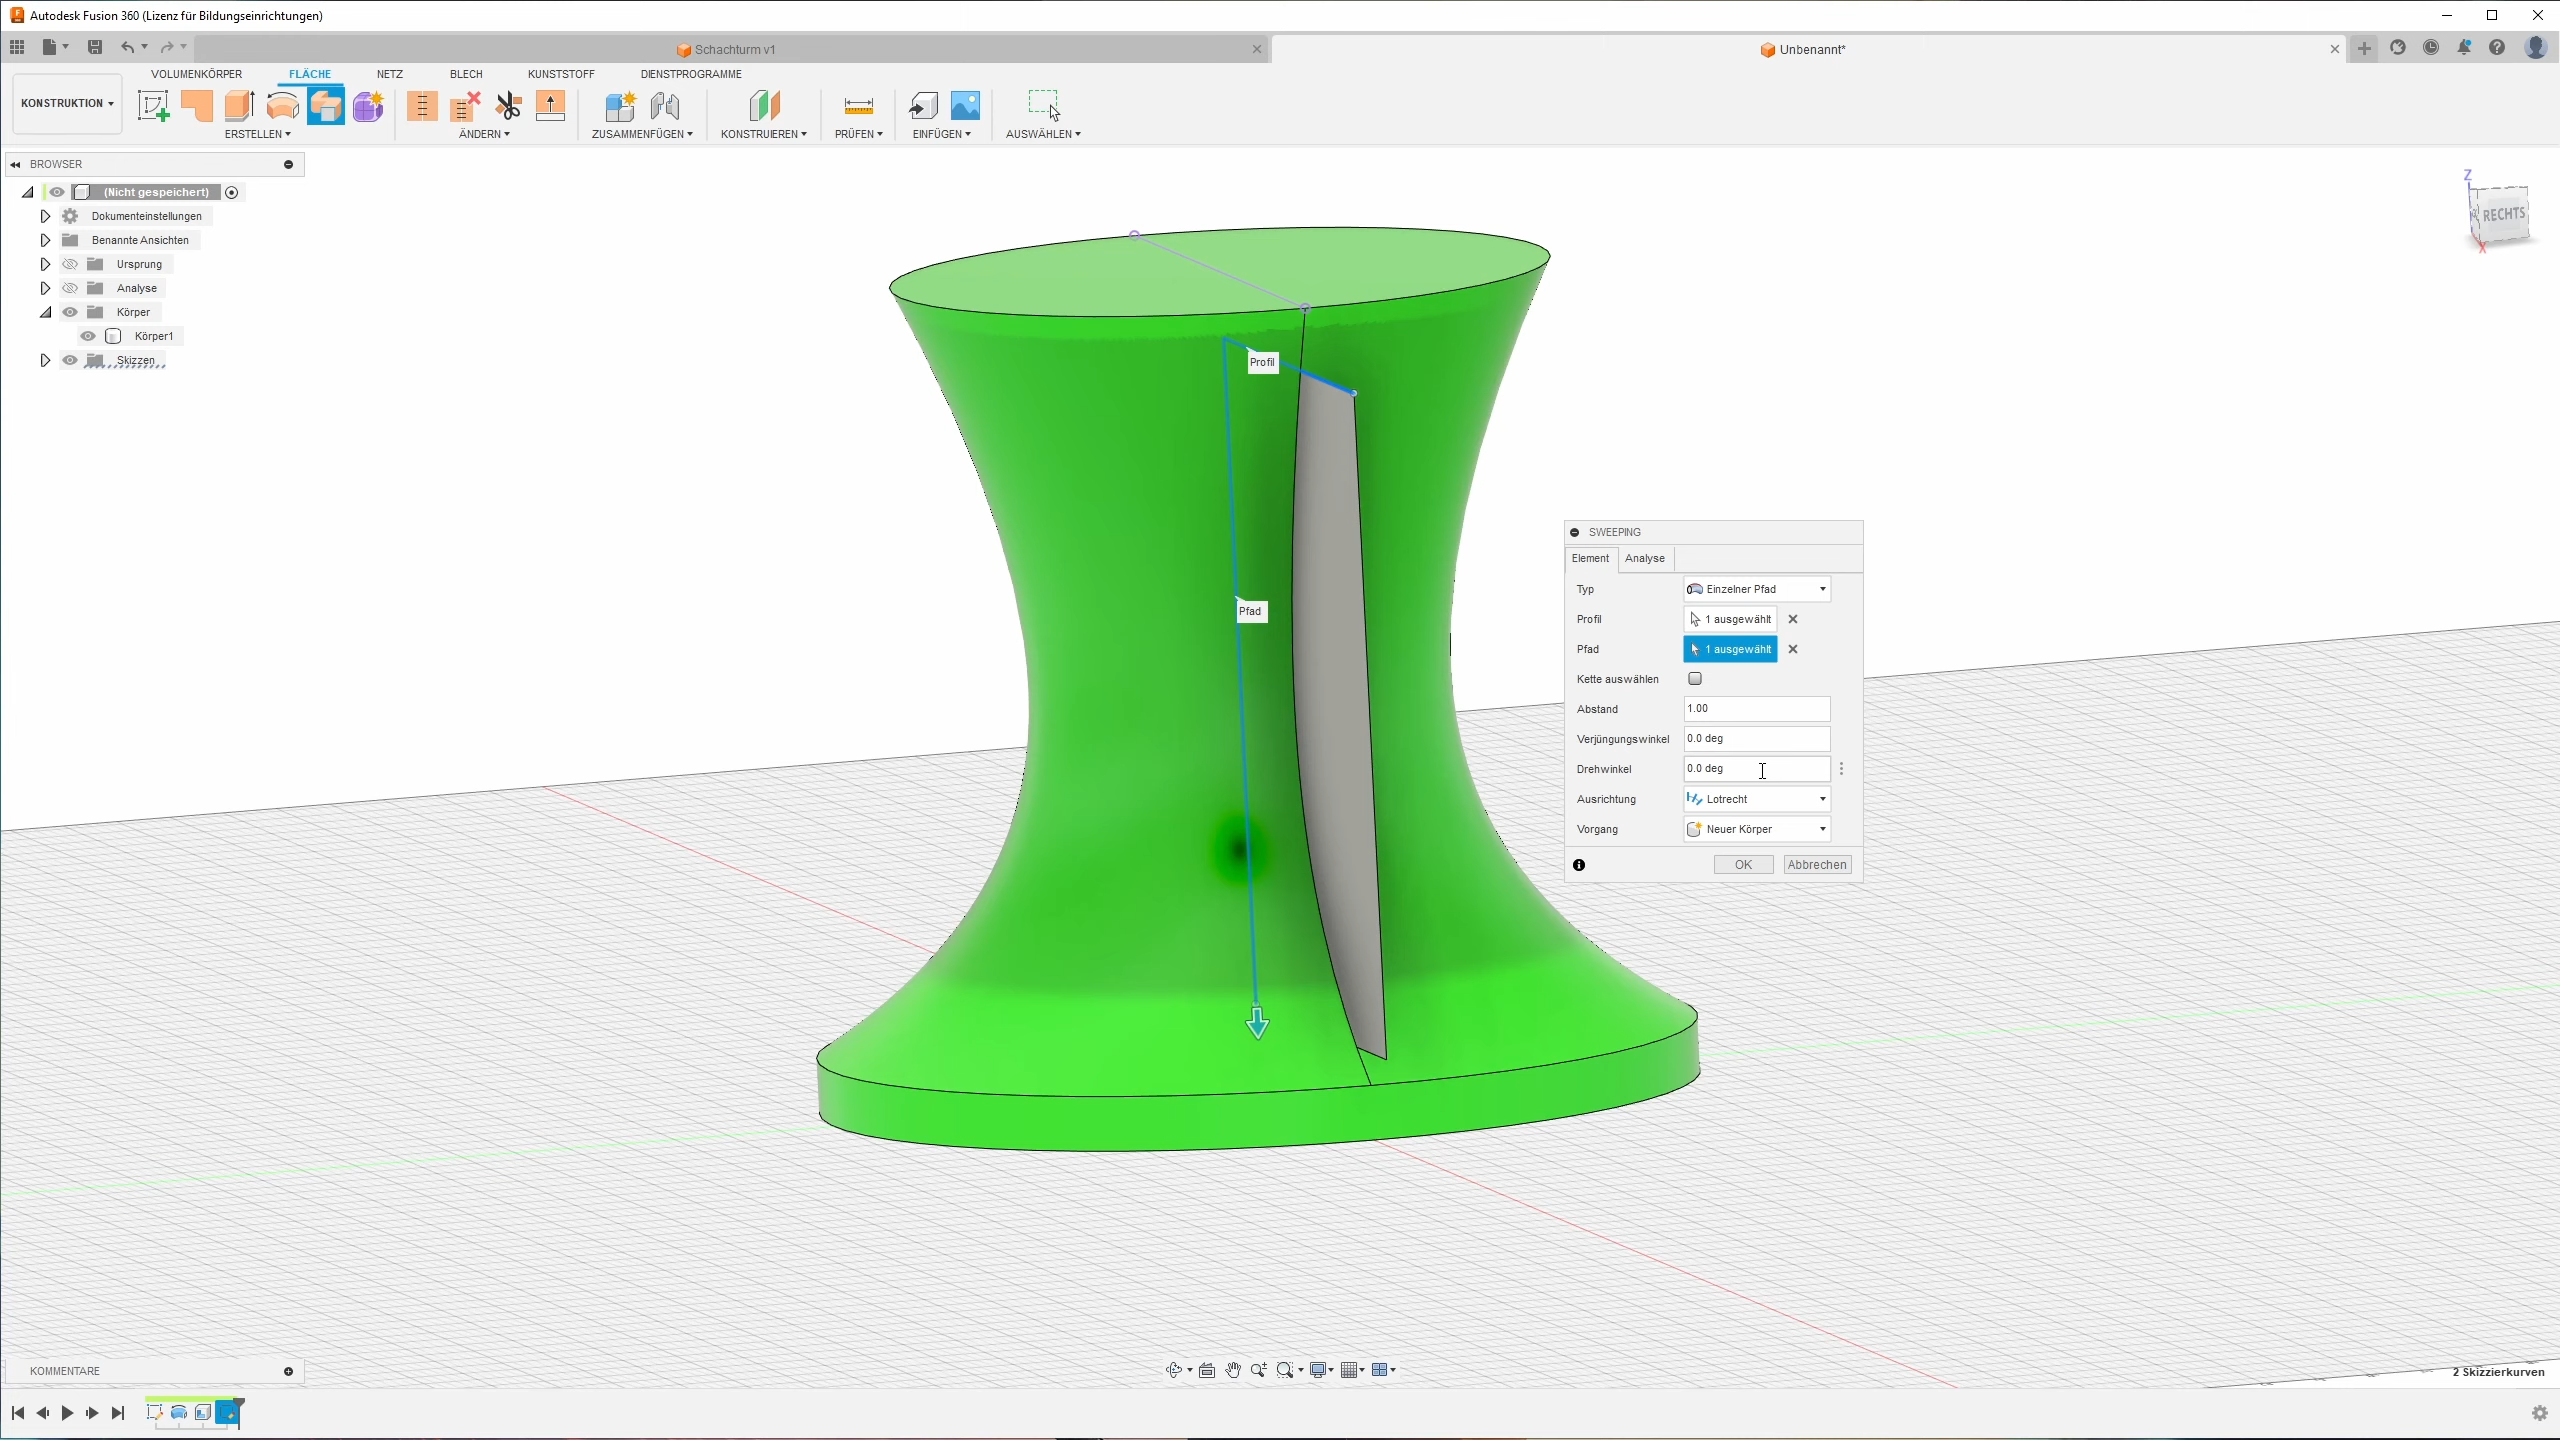 Autodesk Fusion 360 (Lizenz für Bildungseinrichtungen)
Schachturm v1
Unbenannt*
KONSTRUKTION
VOLUMENKÖRPER
FLÄCHE
NETZ
BLECH
KUNSTSTOFF
DIENSTPROGRAMME
ERSTELLEN
ÄNDERN
ZUSAMMENFÜGEN
KONSTRUIEREN
PRÜFEN
EINFÜGEN
AUSWÄHLEN
BROWSER
(Nicht gespeichert)
Dokumenteinstellungen
Benannte Ansichten
Ursprung
Analyse
Körper
Körper1
Skizzen
Z
RECHTS
X
Profil
Pfad
SWEEPING
Element
Analyse
Typ
Einzelner Pfad
Profil
1 ausgewählt
Pfad
1 ausgewählt
Kette auswählen
Abstand
1.00
Verjüngungswinkel
0.0 deg
Drehwinkel
0.0 deg
Ausrichtung
Lotrecht
Vorgang
Neuer Körper
OK
Abbrechen
KOMMENTARE
2 Skizzierkurven